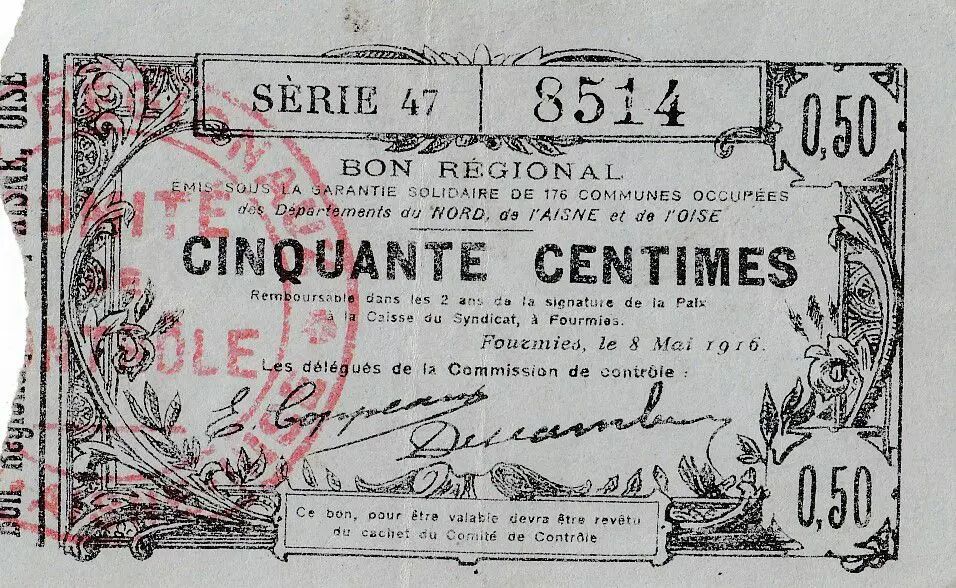 SÈRIE 47
8514
0,50
BON RÉGIONAL
EMIS SOUS LA GARANTIE SOLIDAIRE DE 176 COMMUNES OCCUPÉES
des Départements du NORD, de l'AISNE et de l'OISE
CINQUANTE CENTIMES
Remboursable dans les 2 ans de la signature de la Paix
à la Caisse du Syndicat, à Fourmies.
Fourmies, le 8 Mai 1916.
Les délégués de la Commission de contrôle :
0,50
Ce bon, pour être valable devra être revêtu
du cachet du Comité de Contrôle
AISNE, OISE